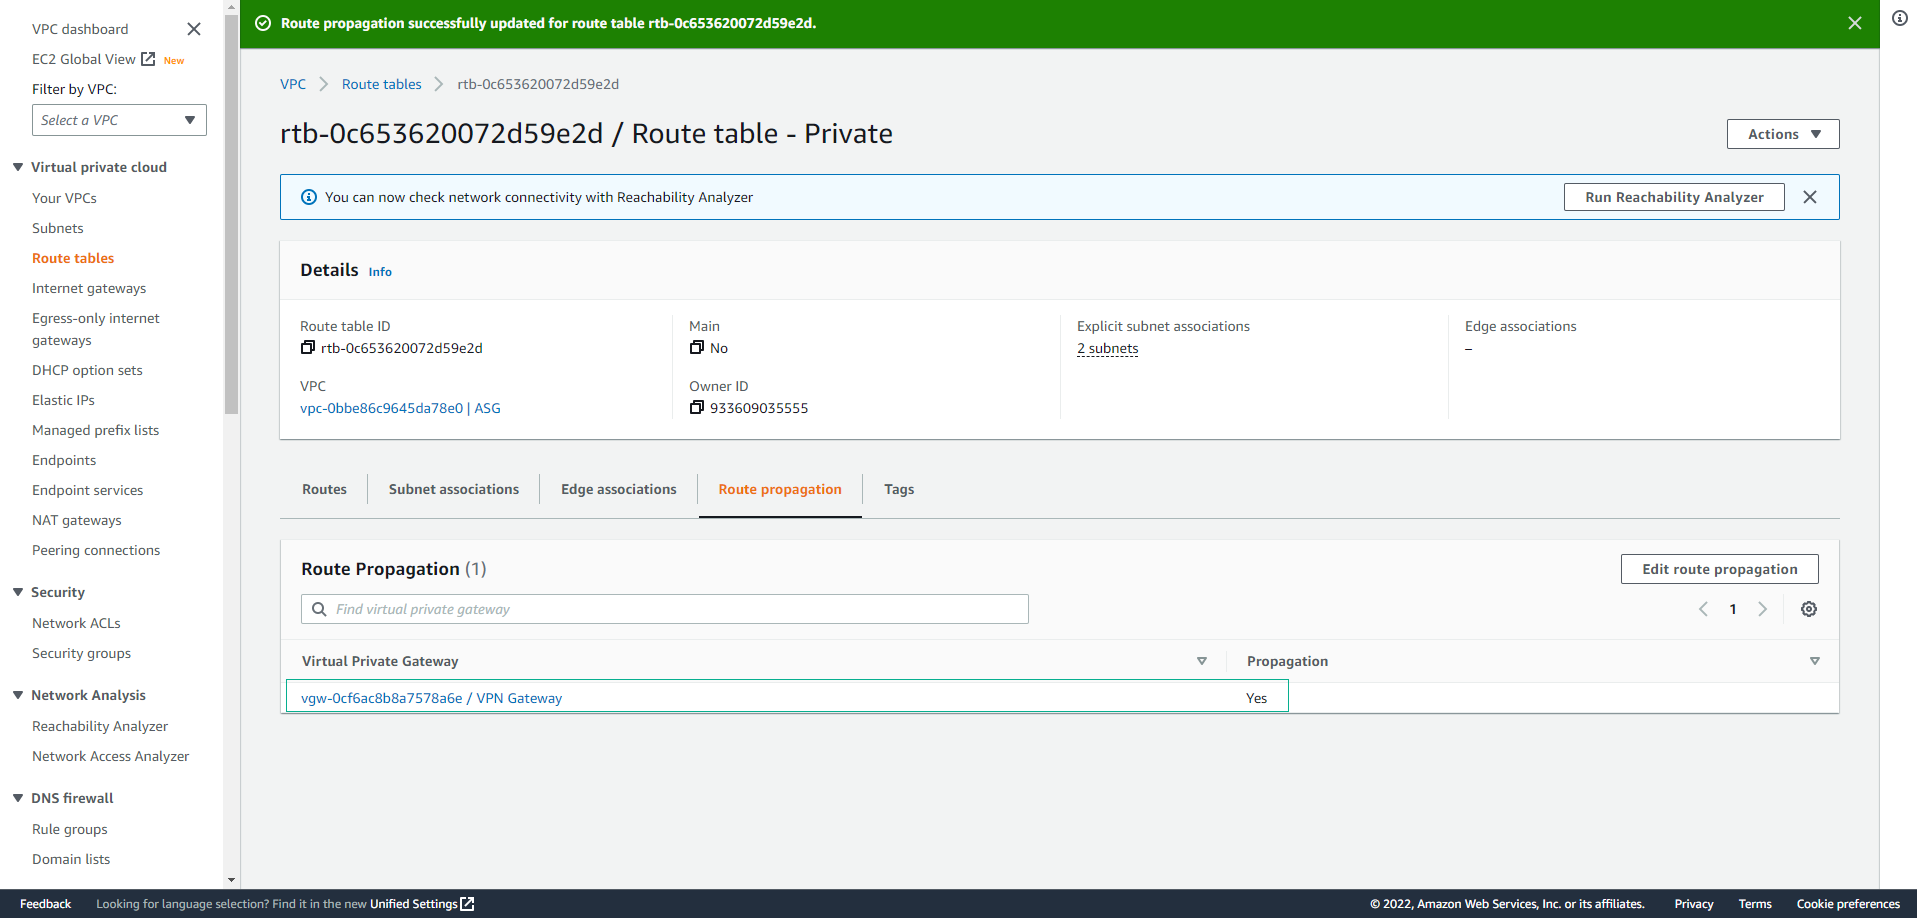 Route propagation successfully updated for route table rtb-0c653620072d59e2d.
VPC dashboard
EC2 Global View New
Filter by VPC:
Select a VPC
Virtual private cloud
Your VPCs
Subnets
Route tables
Internet gateways
Egress-only internet
gateways
DHCP option sets
Elastic IPs
Managed prefix lists
Endpoints
Endpoint services
NAT gateways
Peering connections
Security
Network ACLs
Security groups
Network Analysis
Reachability Analyzer
Network Access Analyzer
DNS firewall
Rule groups
Domain lists
VPC Route tables rtb-0c653620072d59e2d
rtb-0c653620072d59e2d / Route table - Private
Actions
You can now check network connectivity with Reachability Analyzer
Run Reachability Analyzer
Details Info
Route table ID
rtb-0c653620072d59e2d
VPC
vpc-0bbe86c9645da78e0 | ASG
Main
No
Owner ID
933609035555
Explicit subnet associations
2 subnets
Edge associations
–
Routes Subnet associations Edge associations Route propagation Tags
Route Propagation (1)
Edit route propagation
Find virtual private gateway
1
Virtual Private Gateway Propagation
vgw-0cf6ac8b8a7578a6e / VPN Gateway Yes
Feedback Looking for language selection? Find it in the new Unified Settings © 2022, Amazon Web Services, Inc. or its affiliates. Privacy Terms Cookie preferences